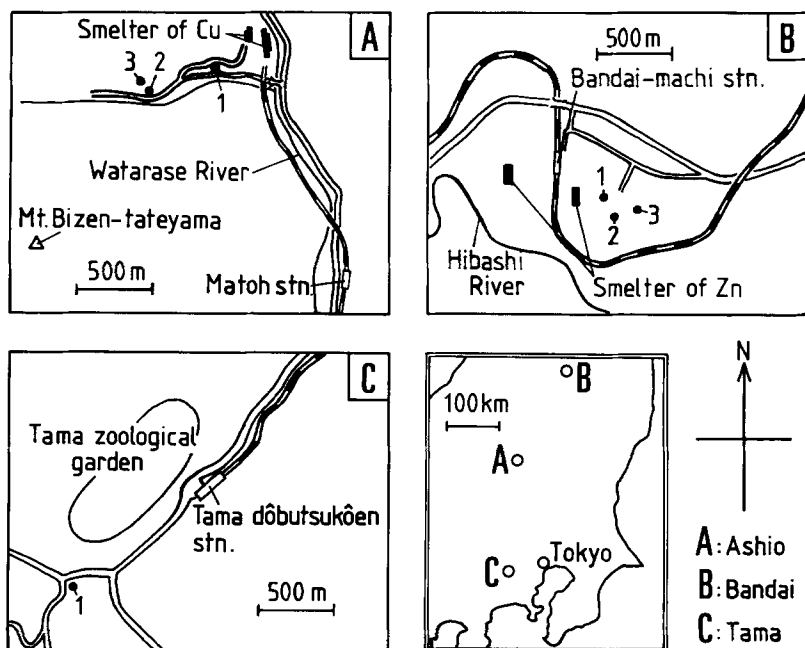 A
Smelter of Cu
3
2
1
Watarase River
Mt. Bizen-tateyama
500 m
Matoh stn.
B
500 m
Bandai-machi stn.
1
2
3
Hibashi
River
Smelter of Zn
C
Tama zoological
garden
Tama dôbutsukôen
stn.
1
500 m
B
100 km
A
Tokyo
C
N
A: Ashio
B: Bandai
C: Tama